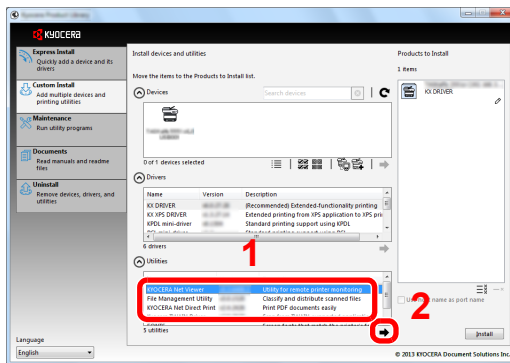 KYOCERA
Express Install
Quickly add a device and its
drivers
Custom Install
Add multiple devices and
printing utilities
Maintenance
Run utility programs
Documents
Read manuals and readme
files
Uninstall
Remove devices, drivers, and
utilities
Language
English
Install devices and utilities
Move the items to the Products to Install list.
Devices
Search devices
0 of 1 devices selected
Drivers
Name Version Description
KX DRIVER (Recommended) Extended-functionality printing
KX XPS DRIVER Extended printing from XPS application to XPS pri
KPDL mini-driver Standard printing support using KPDL
6 drivers
1
Utilities
KYOCERA Net Viewer Utility for remote printer monitoring
File Management Utility Classify and distribute scanned files
KYOCERA Net Direct Print Print PDF documents easily
5 utilities
2
Products to Install
1 items
KX DRIVER
name as port name
Install
© 2013 KYOCERA Document Solutions Inc.